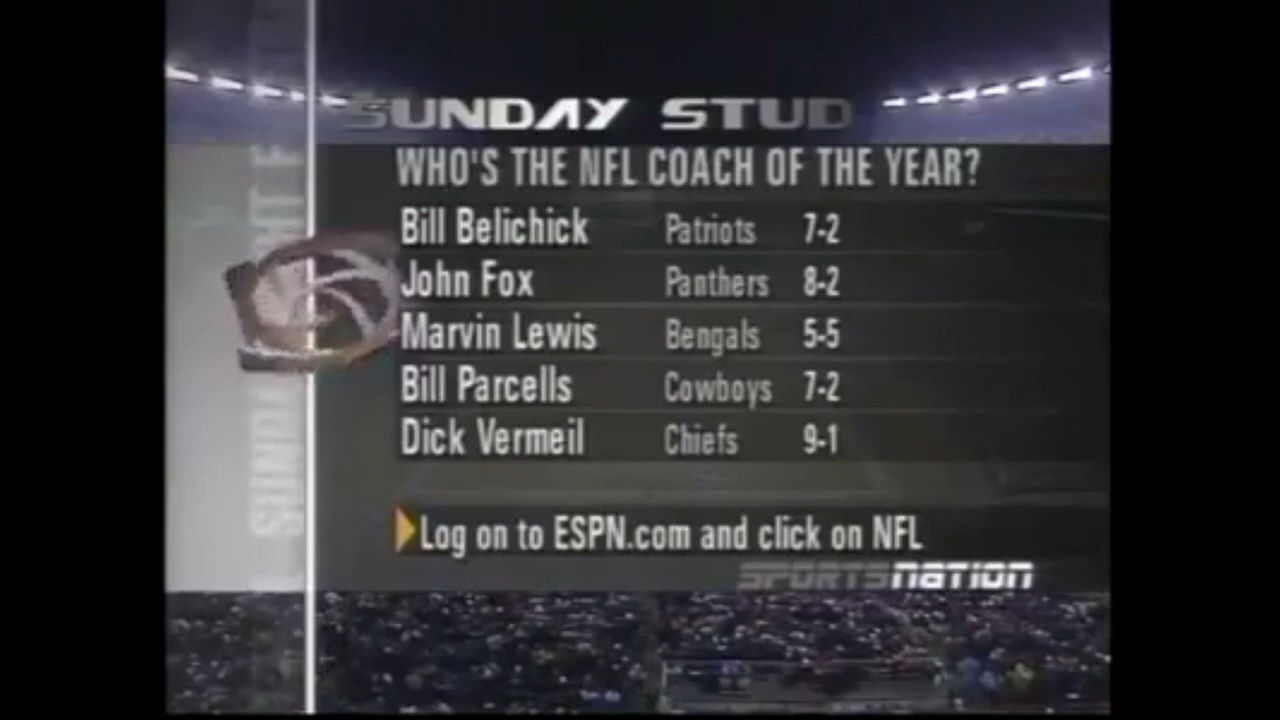 SUNDAY STUD
WHO'S THE NFL COACH OF THE YEAR?
Bill Belichick Patriots 7-2
John Fox Panthers 8-2
Marvin Lewis Bengals 5-5
Bill Parcells Cowboys 7-2
Dick Vermeil Chiefs 9-1
Log on to ESPN.com and click on NFL
SPORTSNATION